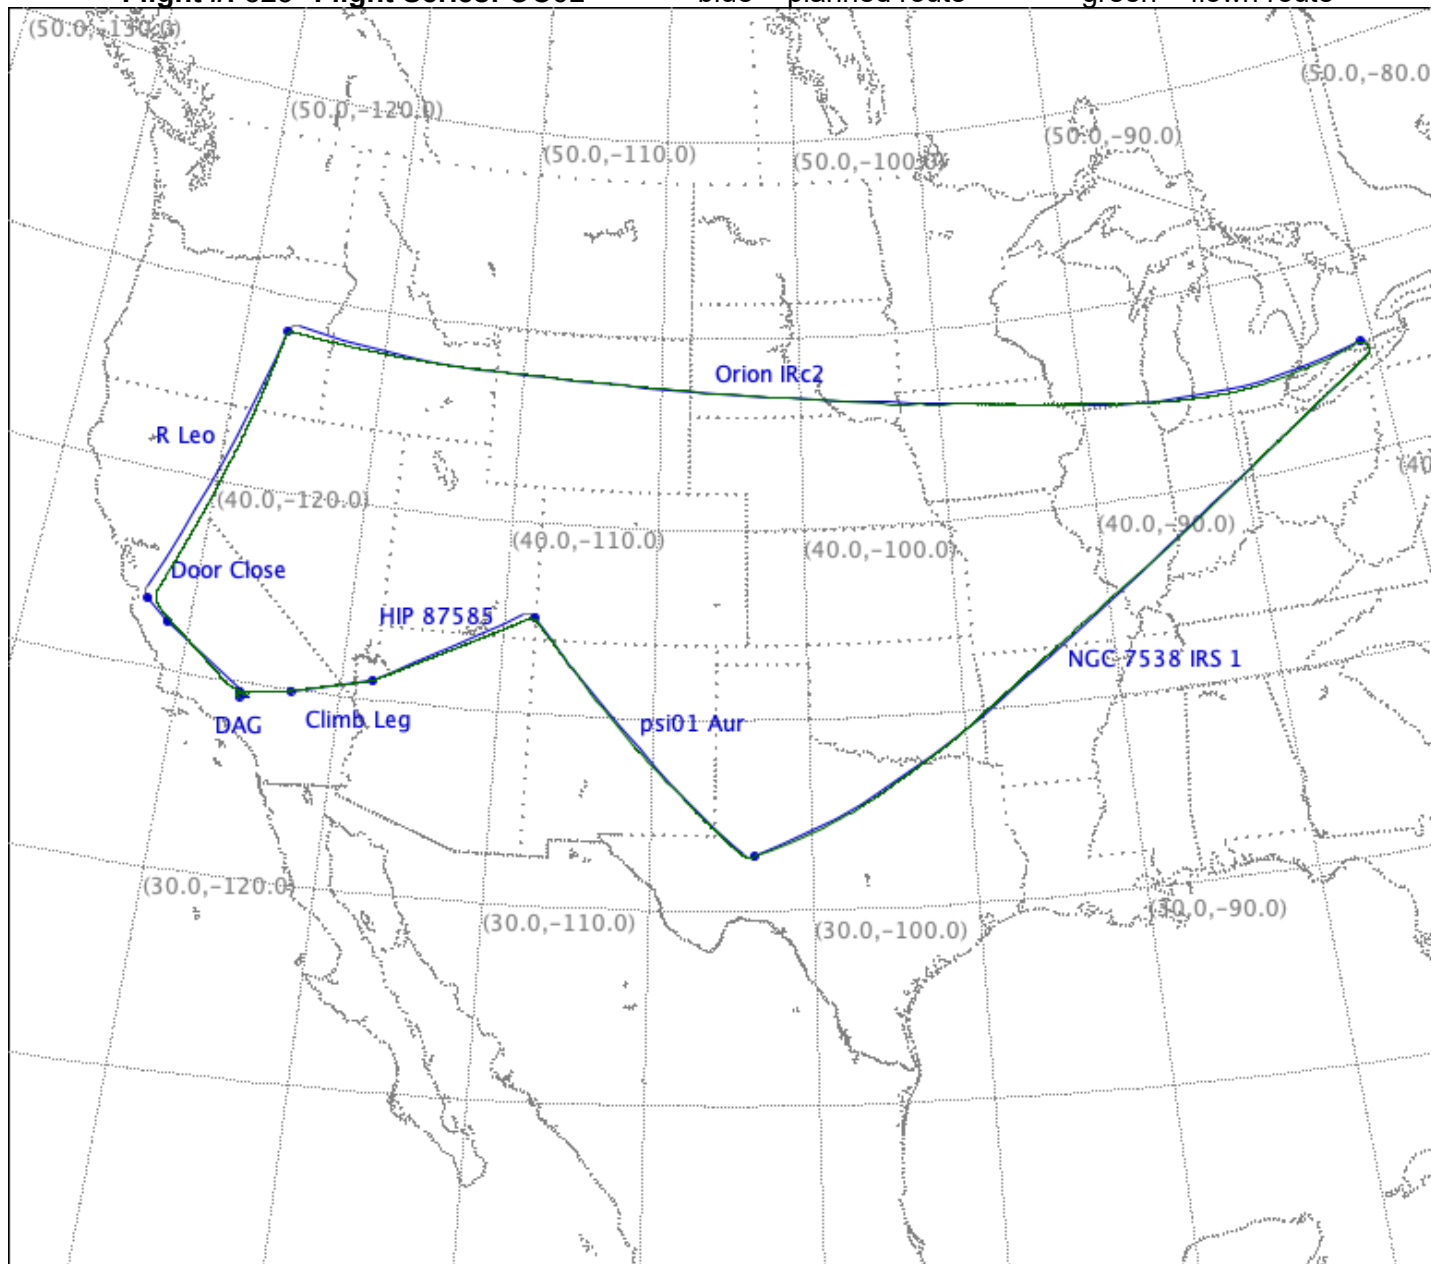 (50.0,−130.0)
(50.0,−80.0
(50.0,−120.0)
(50.0,−90.0)
(50.0,−110.0)
(50.0,−100.0)
Orion IRc2
R Leo
(40
(40.0,−120.0)
(40.0,−90.0)
(40.0,−110.0)
(40.0,−100.0)
Door Close
HIP 87585
NGC 7538 IRS 1
DAG
Climb Leg
psi01 Aur
(30.0,−120.0)
(30.0,−90.0)
(30.0,−110.0)
(30.0,−100.0)